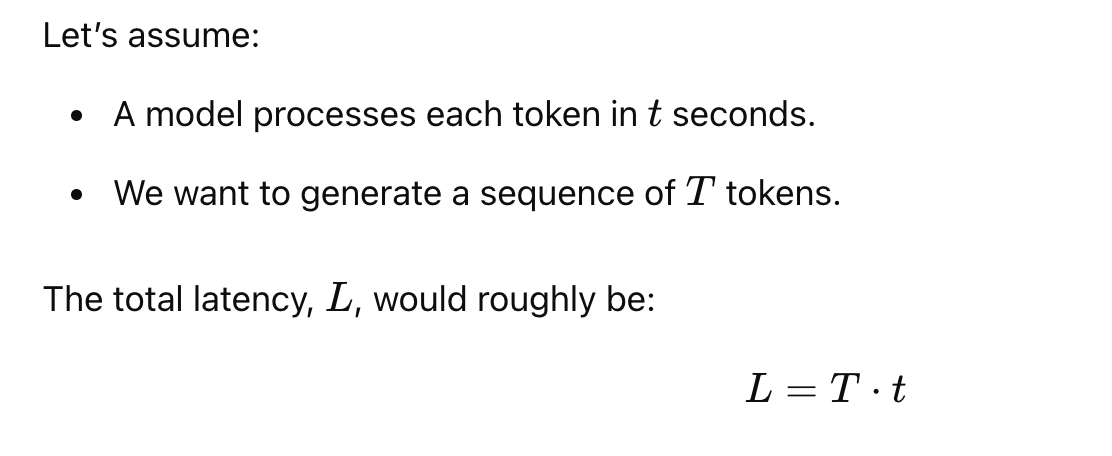 Let’s assume:
• A model processes each token in t seconds.
• We want to generate a sequence of T tokens.
The total latency, L, would roughly be:
L = T · t